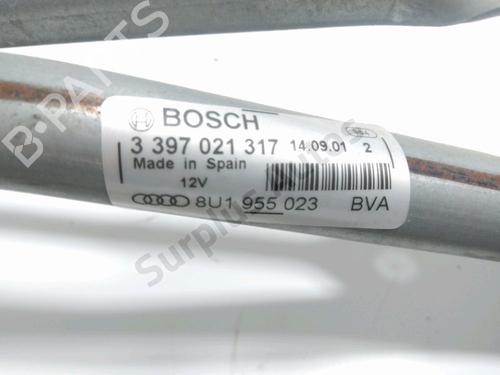 BOSCH
3 397 021 317 14.09.01 2
Made in Spain
12V
8U1 955 023 BVA
B-PARTS
Surplus Autos